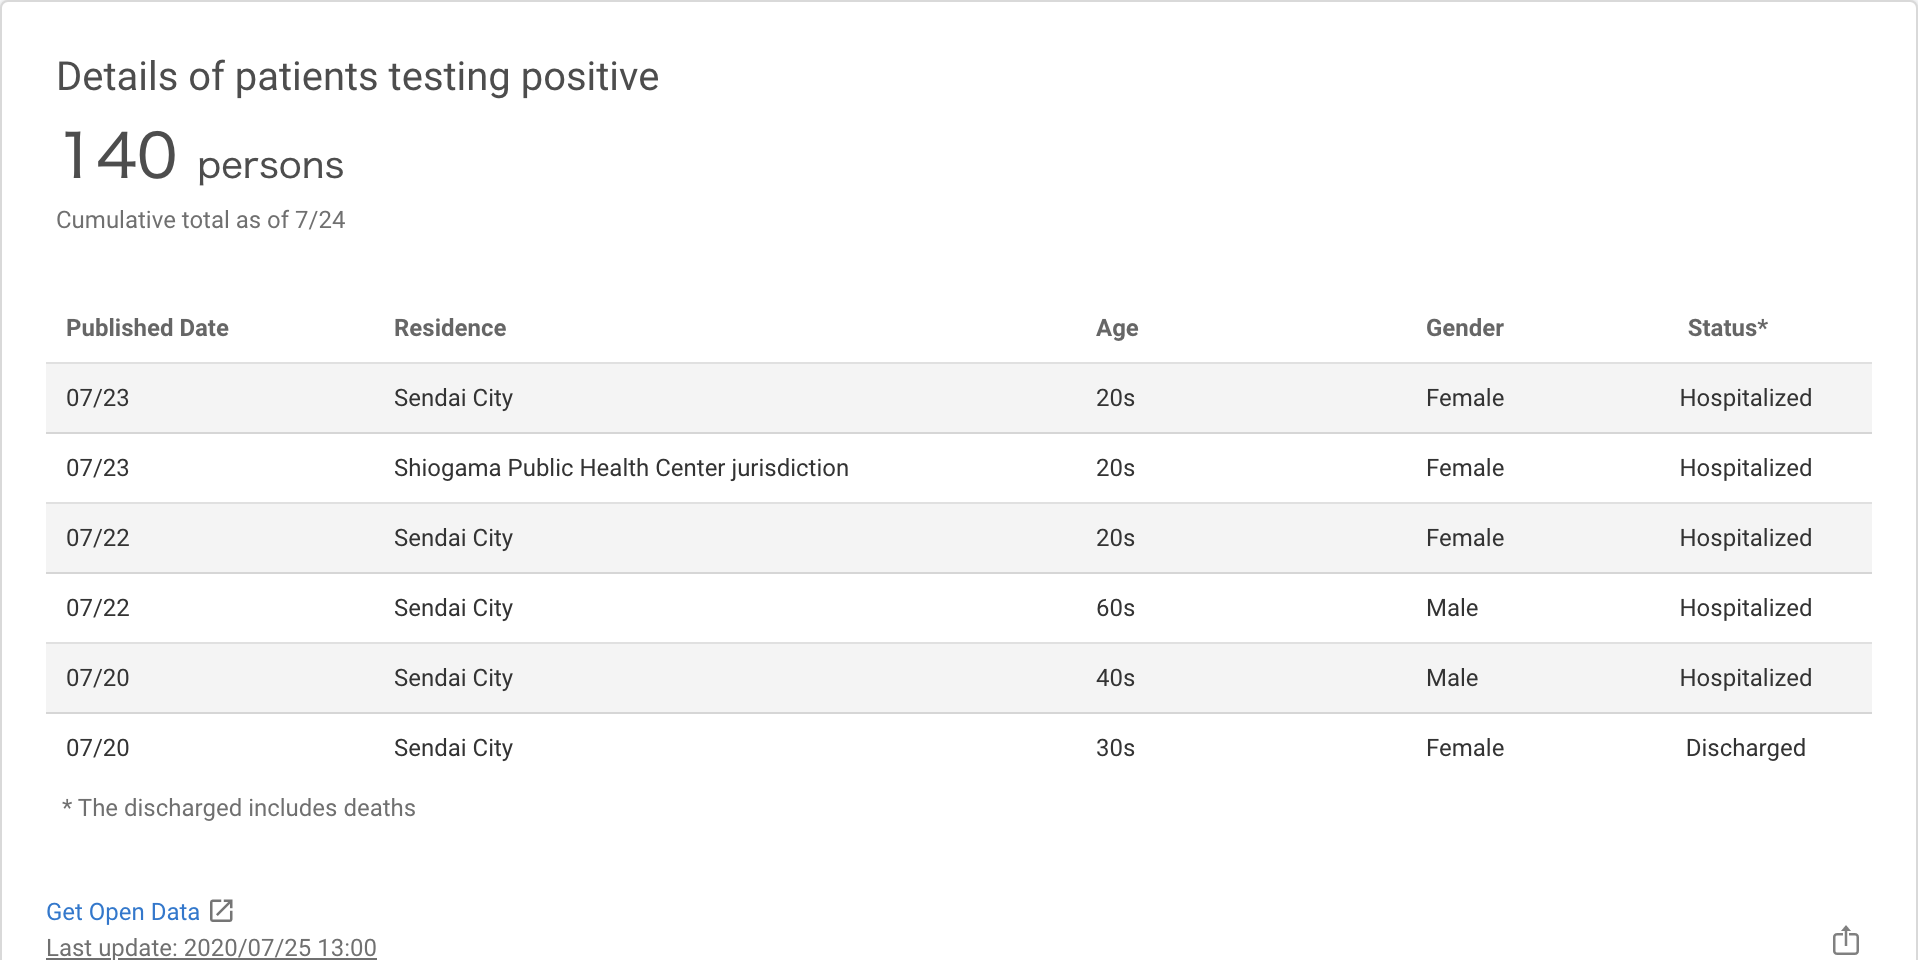 Details of patients testing positive
140 persons
Cumulative total as of 7/24
Published Date Residence Age Gender Status*
07/23 Sendai City 20s Female Hospitalized
07/23 Shiogama Public Health Center jurisdiction 20s Female Hospitalized
07/22 Sendai City 20s Female Hospitalized
07/22 Sendai City 60s Male Hospitalized
07/20 Sendai City 40s Male Hospitalized
07/20 Sendai City 30s Female Discharged
* The discharged includes deaths
Get Open Data
Last update: 2020/07/25 13:00